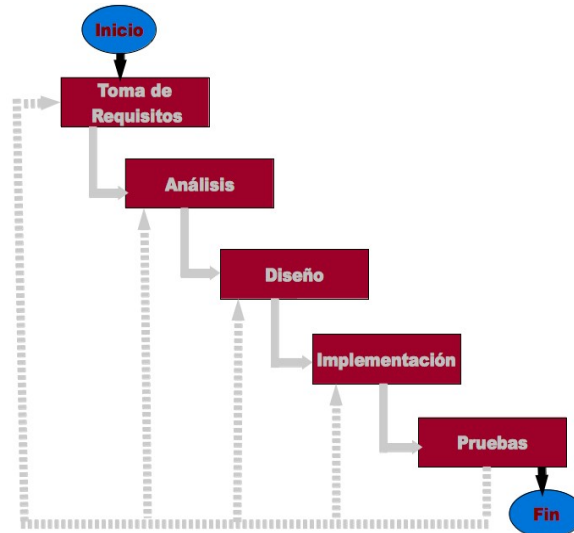 Inicio
Toma de
Requisitos
Análisis
Diseño
Implementación
Pruebas
Fin